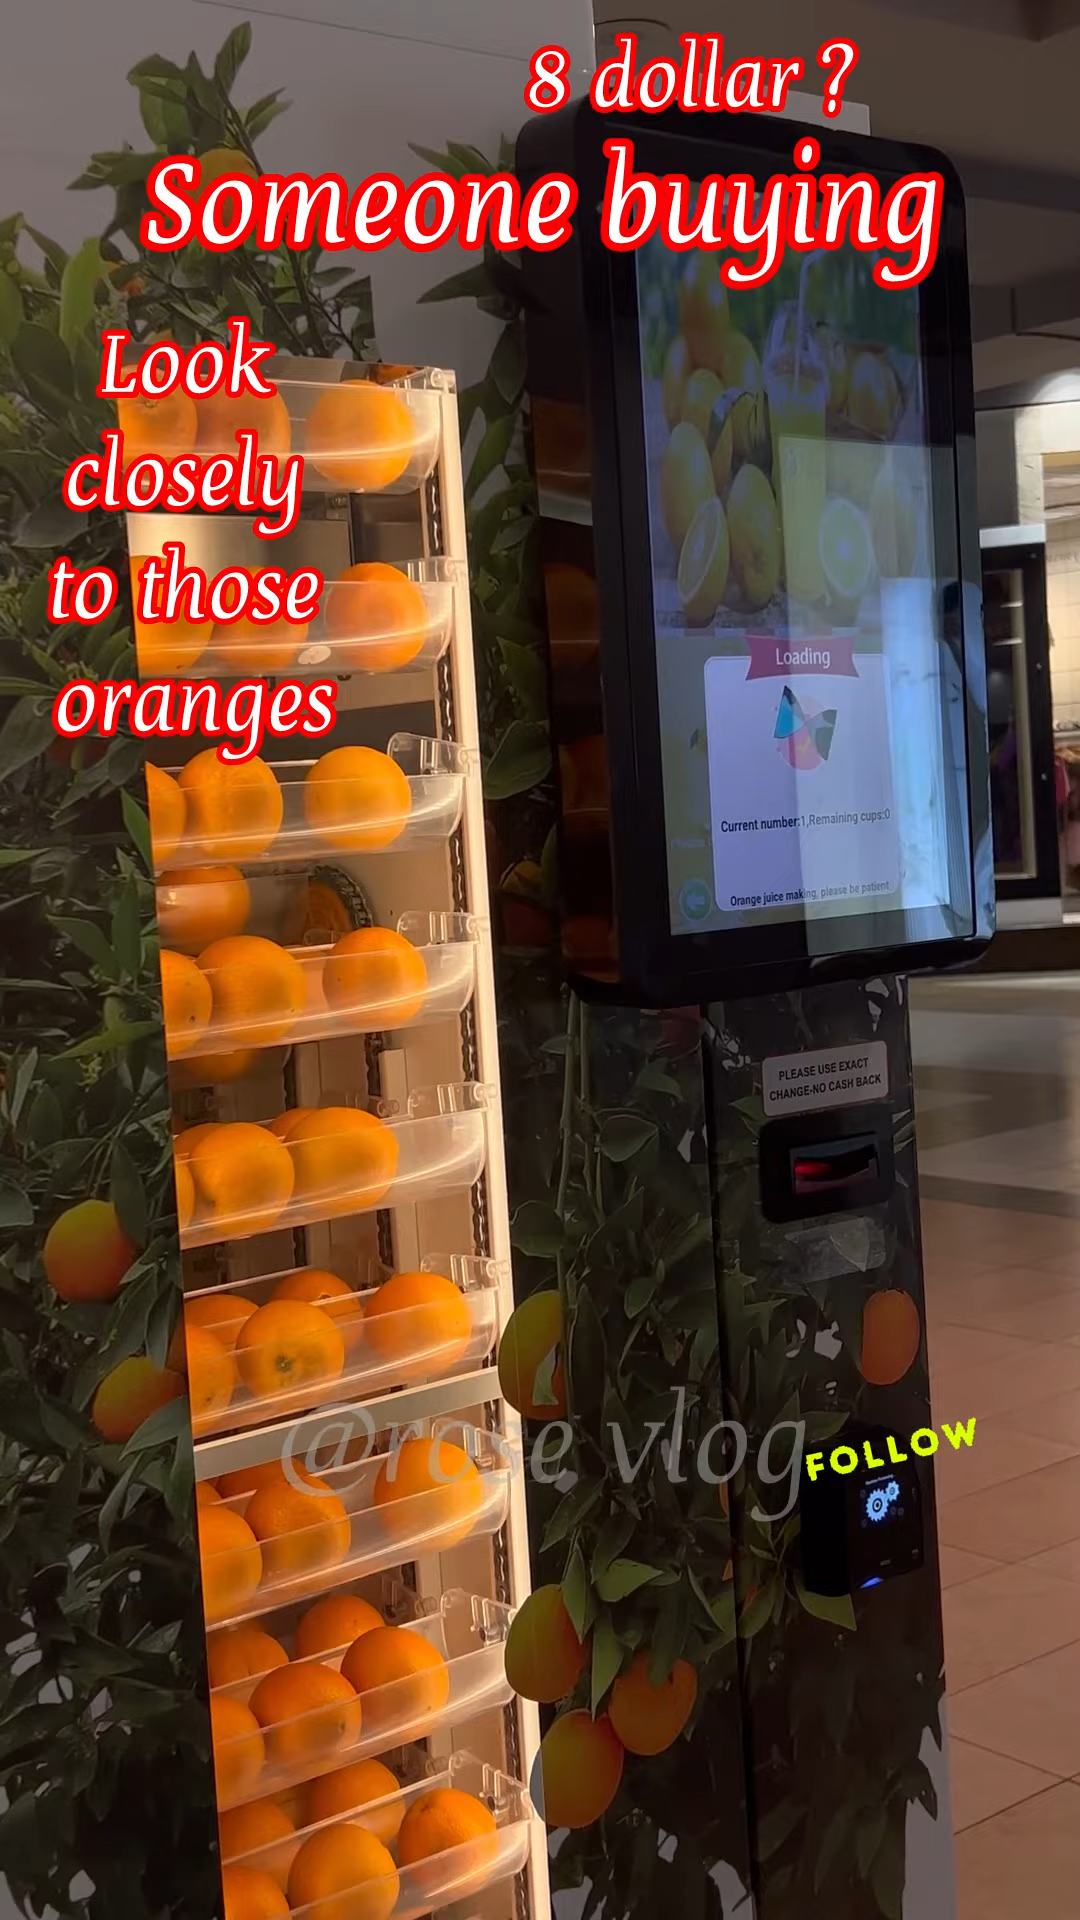 8 dollar ?
Someone buying
Look
closely
to those
oranges
Loading
Current number:1,Remaining cups:0
Orange juice making, please be patient
PLEASE USE EXACT
CHANGE-NO CASH BACK
@rose vlog
FOLLOW